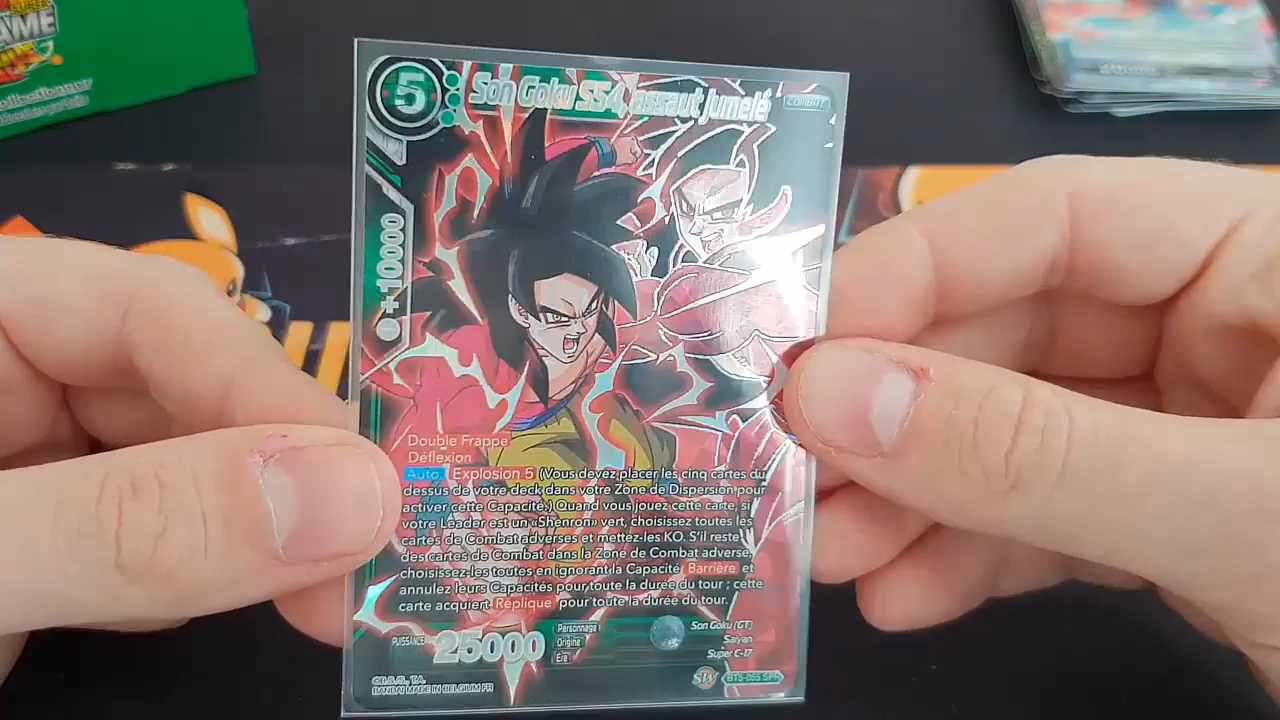 SUPER
GAME
Collectionner
5
Son Goku SS4, assaut jumelé
COMBAT
+10000
Double Frappe
Déflexion
Auto. Explosion 5 (Vous devez placer les cinq cartes du
dessus de votre deck dans votre Zone de Dispersion pour
activer cette Capacité.) Quand vous jouez cette carte, si
votre Leader est un «Shenron» vert, choisissez toutes les
cartes de Combat adverses et mettez-les KO. S'il reste
des cartes de Combat dans la Zone de Combat adverse,
choisissez-les toutes en ignorant la Capacité Barrière et
annulez leurs Capacités pour toute la durée du tour ; cette
carte acquiert Réplique pour toute la durée du tour.
PUISSANCE 25000
Personnage Son Goku (GT)
Origine Saiyan
Ère Super C-17
©B.S./S., T.A.
BANDAI MADE IN BELGIUM FR
SW BT5-055 SPR